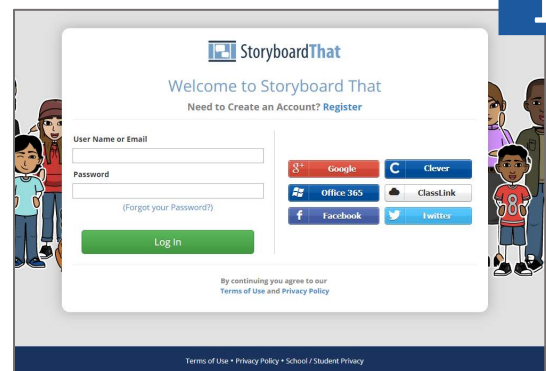 StoryboardThat
Welcome to Storyboard That
Need to Create an Account? Register
User Name or Email
Password
(Forgot your Password?)
Log In
g+ Google
C Clever
Office 365
ClassLink
f Facebook
Twitter
By continuing you agree to our
Terms of Use and Privacy Policy
8
Terms of Use • Privacy Policy • School / Student Privacy